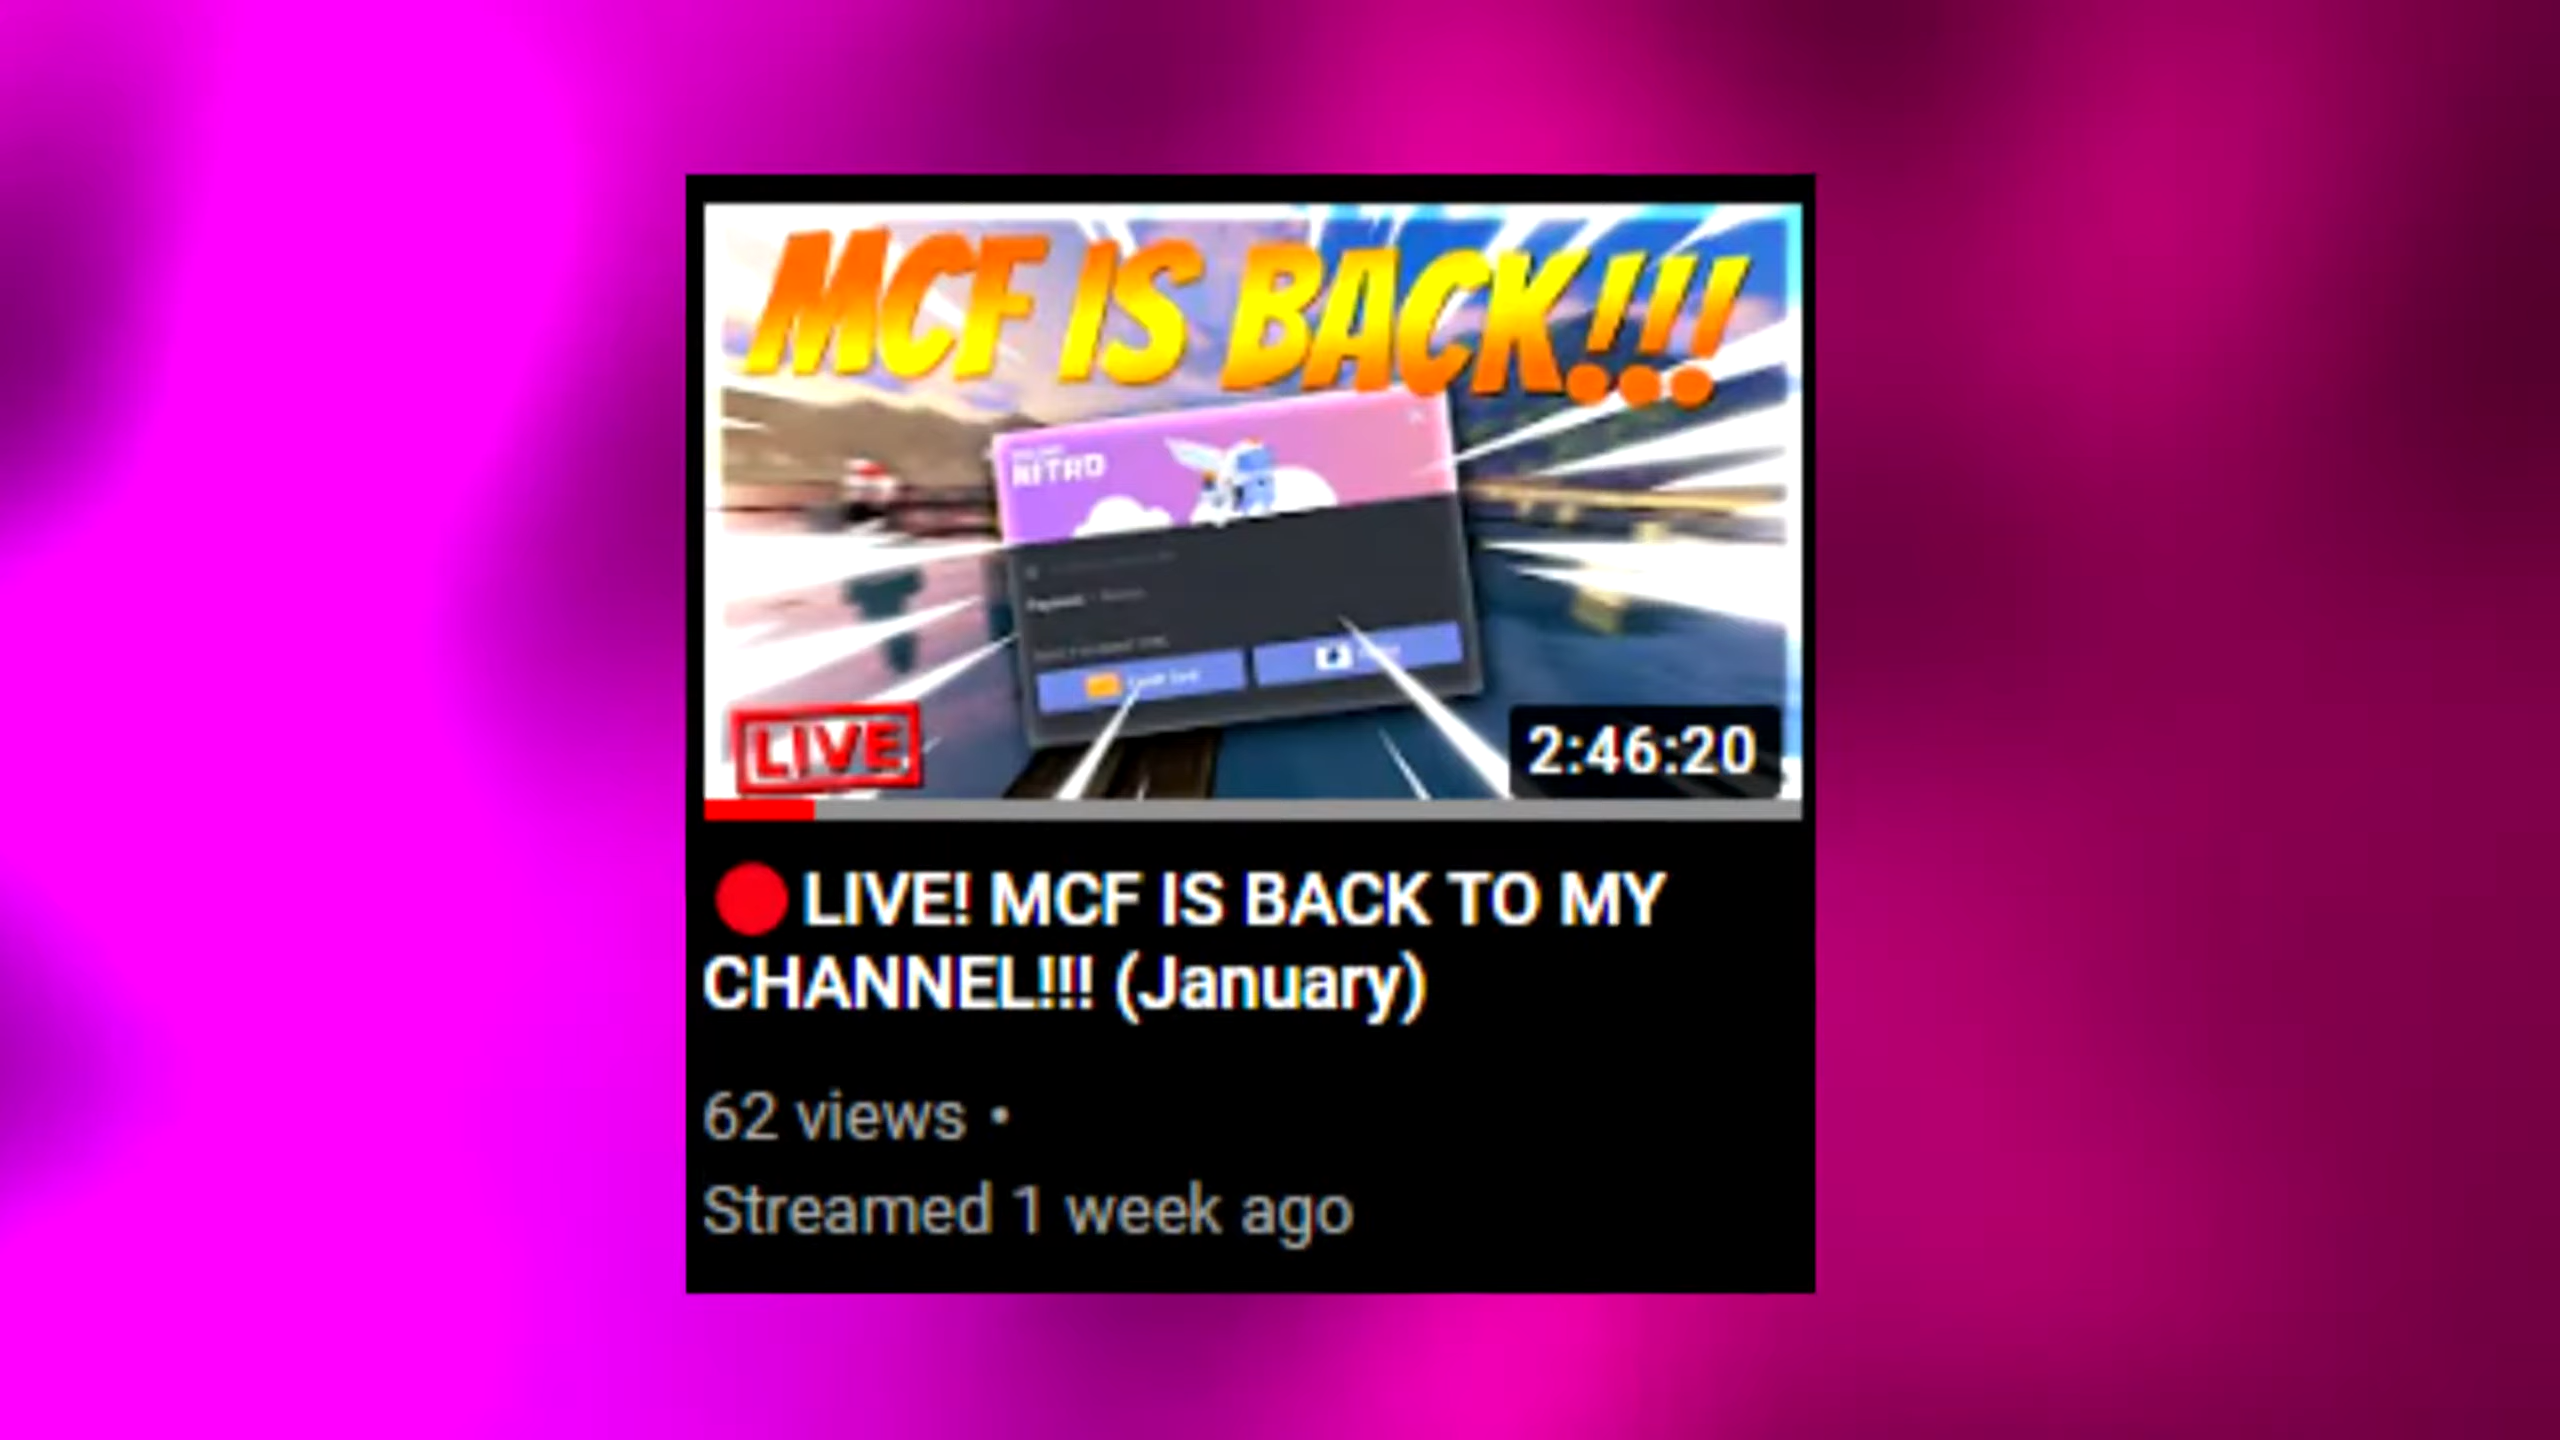 MCF IS BACK!!!
NITRO
LIVE
2:46:20
🔴 LIVE! MCF IS BACK TO MY
CHANNEL!!! (January)
62 views •
Streamed 1 week ago